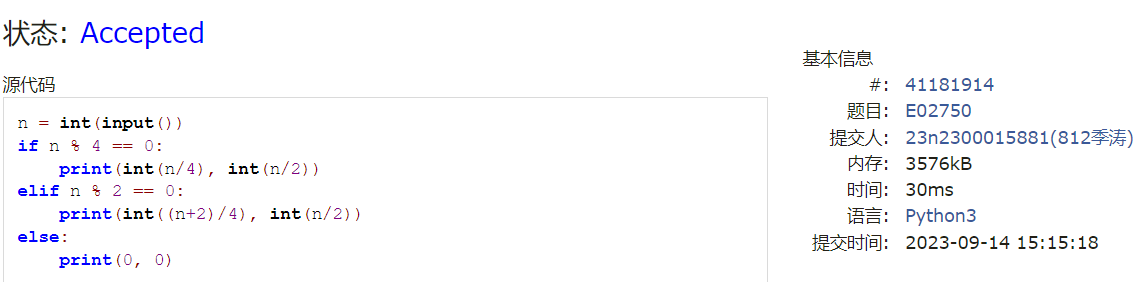 状态: Accepted
源代码
n = int(input())
if n % 4 == 0:
    print(int(n/4), int(n/2))
elif n % 2 == 0:
    print(int((n+2)/4), int(n/2))
else:
    print(0, 0)
基本信息
#: 41181914
题目: E02750
提交人: 23n2300015881(812季涛)
内存: 3576kB
时间: 30ms
语言: Python3
提交时间: 2023-09-14 15:15:18